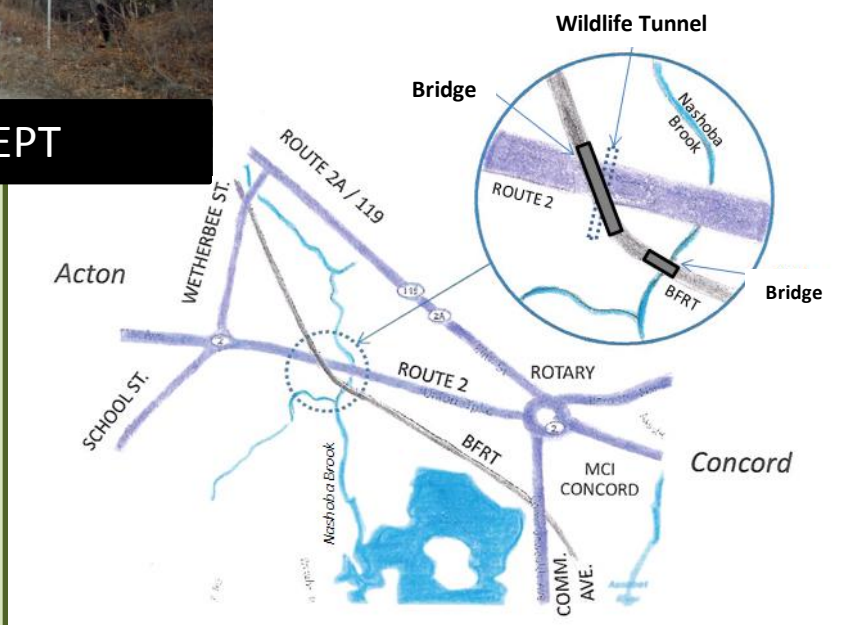 EPT
Wildlife Tunnel
Bridge
Nashoba
Brook
ROUTE 2
BFRT
Bridge
ROUTE 2A / 119
WETHERBEE ST.
Acton
119
2A
2
ROUTE 2
ROTARY
SCHOOL ST.
2
BFRT
MCI
CONCORD
Concord
Nashoba Brook
COMM.
AVE.